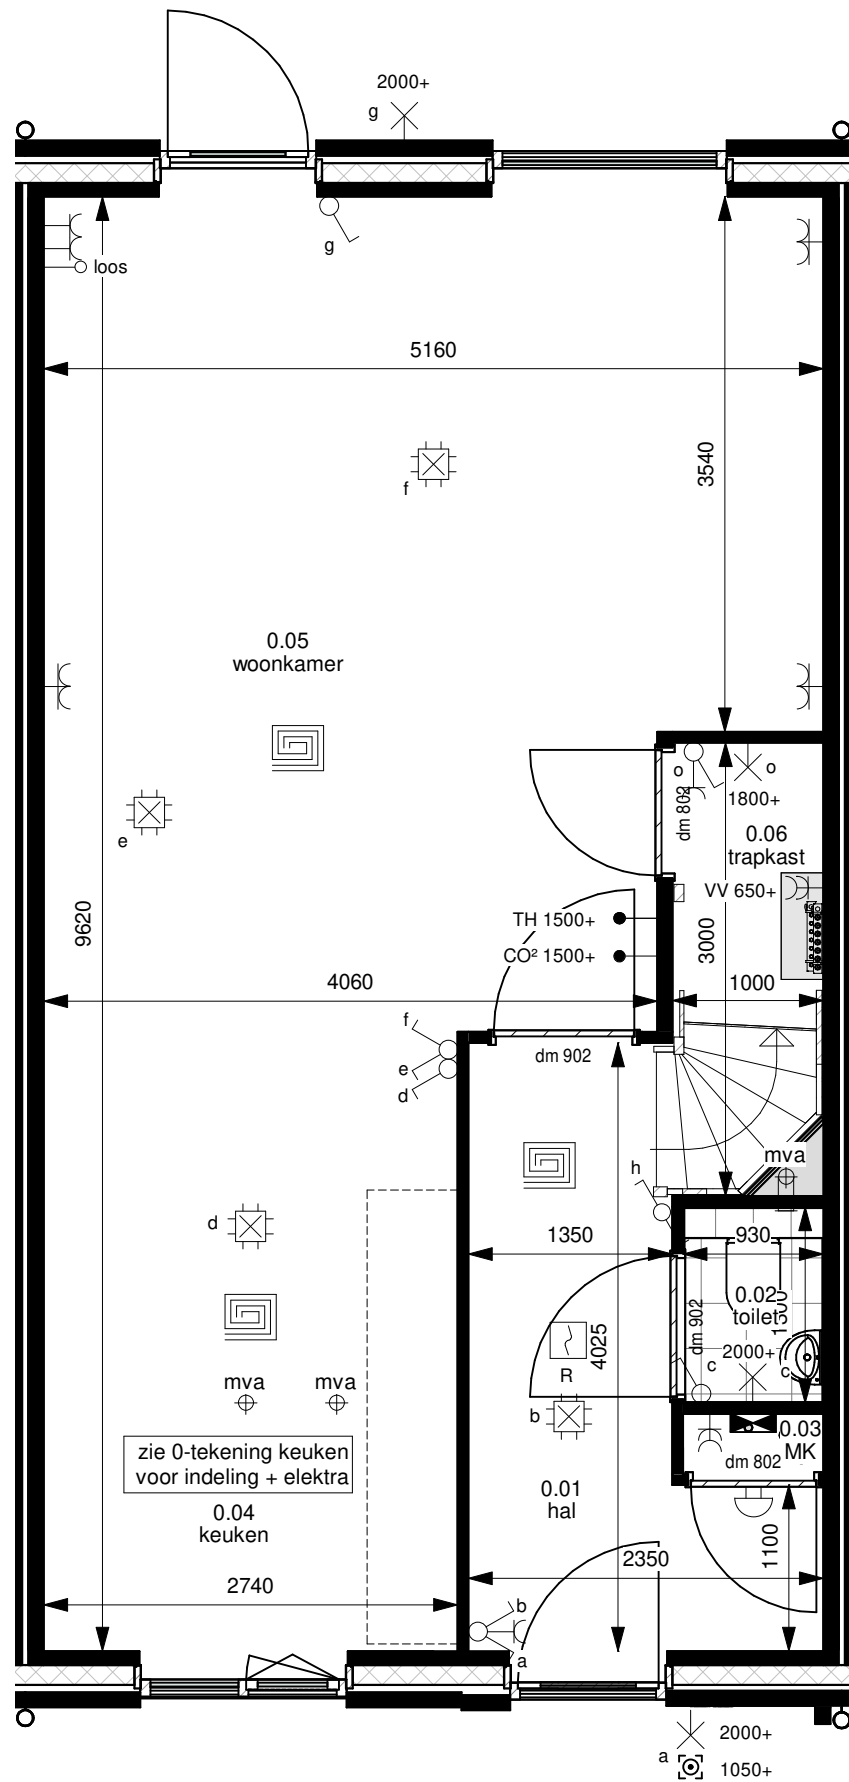 2000+
g
g
loos
5160
3540
f
0.05
woonkamer
o
o
1800+
dm 802
0.06
trapkast
e
VV 650+
9620
TH 1500+
3000
CO² 1500+
4060
1000
f
dm 902
e
d
mva
h
d
1350
930
0.02
toilet
1500
dm 902
4025
2000+
R
c
c
mva
mva
b
0.03
MK
zie 0-tekening keuken
voor indeling + elektra
dm 802
0.01
hal
0.04
keuken
1100
2350
2740
b
a
2000+
a
1050+